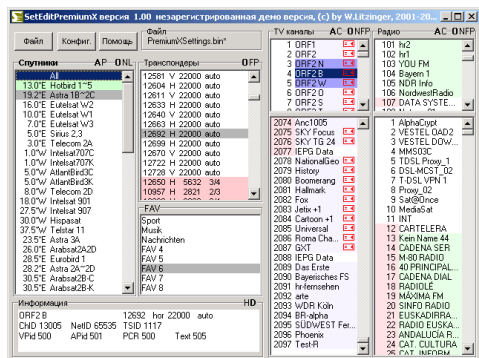 SetEditPremiumX версия 1.00 незарегистрированная демо версия, (c) by W.Litzinger, 2001-20...
Файл Конфиг. Помощь
Файл
PremiumXSettings.bin*
Спутники AP ONL
All
13.0°E Hotbird 1~5
19.2°E Astra 1B~2C
16.0°E Eutelsat W2
10.0°E Eutelsat W1
7.0°E Eutelsat W3
5.0°E Sirius 2,3
3.0°E Telecom 2A
1.0°W Intelsat707C
1.0°W Intelsat707K
5.0°W AtlantBird3C
5.0°W AtlantBird3K
8.0°W Telecom 2D
18.0°W Intelsat 901
27.5°W Intelsat 907
30.0°W Hispasat
37.5°W Telstar 11
23.5°E Astra 3A
26.0°E Arabsat2A2D
28.5°E Eurobird 1
28.2°E Astra 2A~2D
30.5°E Arabsat2B-C
30.5°E Arabsat2B-K
Транспондеры OFP
12581 V 22000 auto
12604 H 22000 auto
12611 V 22000 auto
12633 H 22000 auto
12640 V 22000 auto
12663 H 22000 auto
12692 H 22000 auto
12699 V 22000 auto
12670 V 22000 auto
12722 H 22000 auto
12728 V 22000 auto
12650 H 5632 3/4
10957 H 2821 2/3
FAV
Sport
Musik
Nachrichten
FAV 4
FAV 5
FAV 6
FAV 7
FAV 8
TV каналы AC ONFP
1 ORF1
2 ORF2
3 ORF2 N
4 ORF2 B
5 ORF2 W
6 ORF2 O
7 ORF2 S
2074 Anc1005
2075 SKY Focus
2076 SKY TG 24
2077 IEPG Data
2078 NationalGeo
2079 History
2080 Boomerang
2081 Hallmark
2082 Fox
2083 Jetix +1
2084 Cartoon +1
2085 Universal
2086 Roma Cha...
2087 GXT
2088 IEPG Data
2089 Das Erste
2090 Bayerisches FS
2091 hr-fernsehen
2092 arte
2093 WDR Köln
2094 BR-alpha
2095 SÜDWEST Fer...
2096 Phoenix
2097 Test-R
Радио AC ONFP
101 hr2
102 hr1
103 YOU FM
104 Bayern 1
105 NDR Info
106 NordwestRadio
107 DATA SYSTE...
1 AlphaCrypt
2 VESTEL OAD2
3 VESTEL DOW...
4 MM503C
5 TDSL Proxy_1
6 TDSL Proxy_2
7 T-DSL VPN 1
8 Proxy_02
9 Sat@Once
10 MediaSat
11 INT
12 CARTELERA
13 Kein Name 44
14 CADENA SER
15 M-80 RADIO
16 40 PRINCIPAL...
17 CADENA DIAL
18 RADIOLÉ
19 MÁXIMA FM
20 SINFO RADIO
21 EUSKADIRRA...
22 RADIO EUSKA...
23 ANDALUCÍA R...
24 CAT. CULTURA
25 CAT. INFORM
Информация HD
ORF2 B 12692 hor 22000 auto
ChID 13005 NetID 65535 TSID 1117
VPid 500 APid 501 PCR 500 Text 505